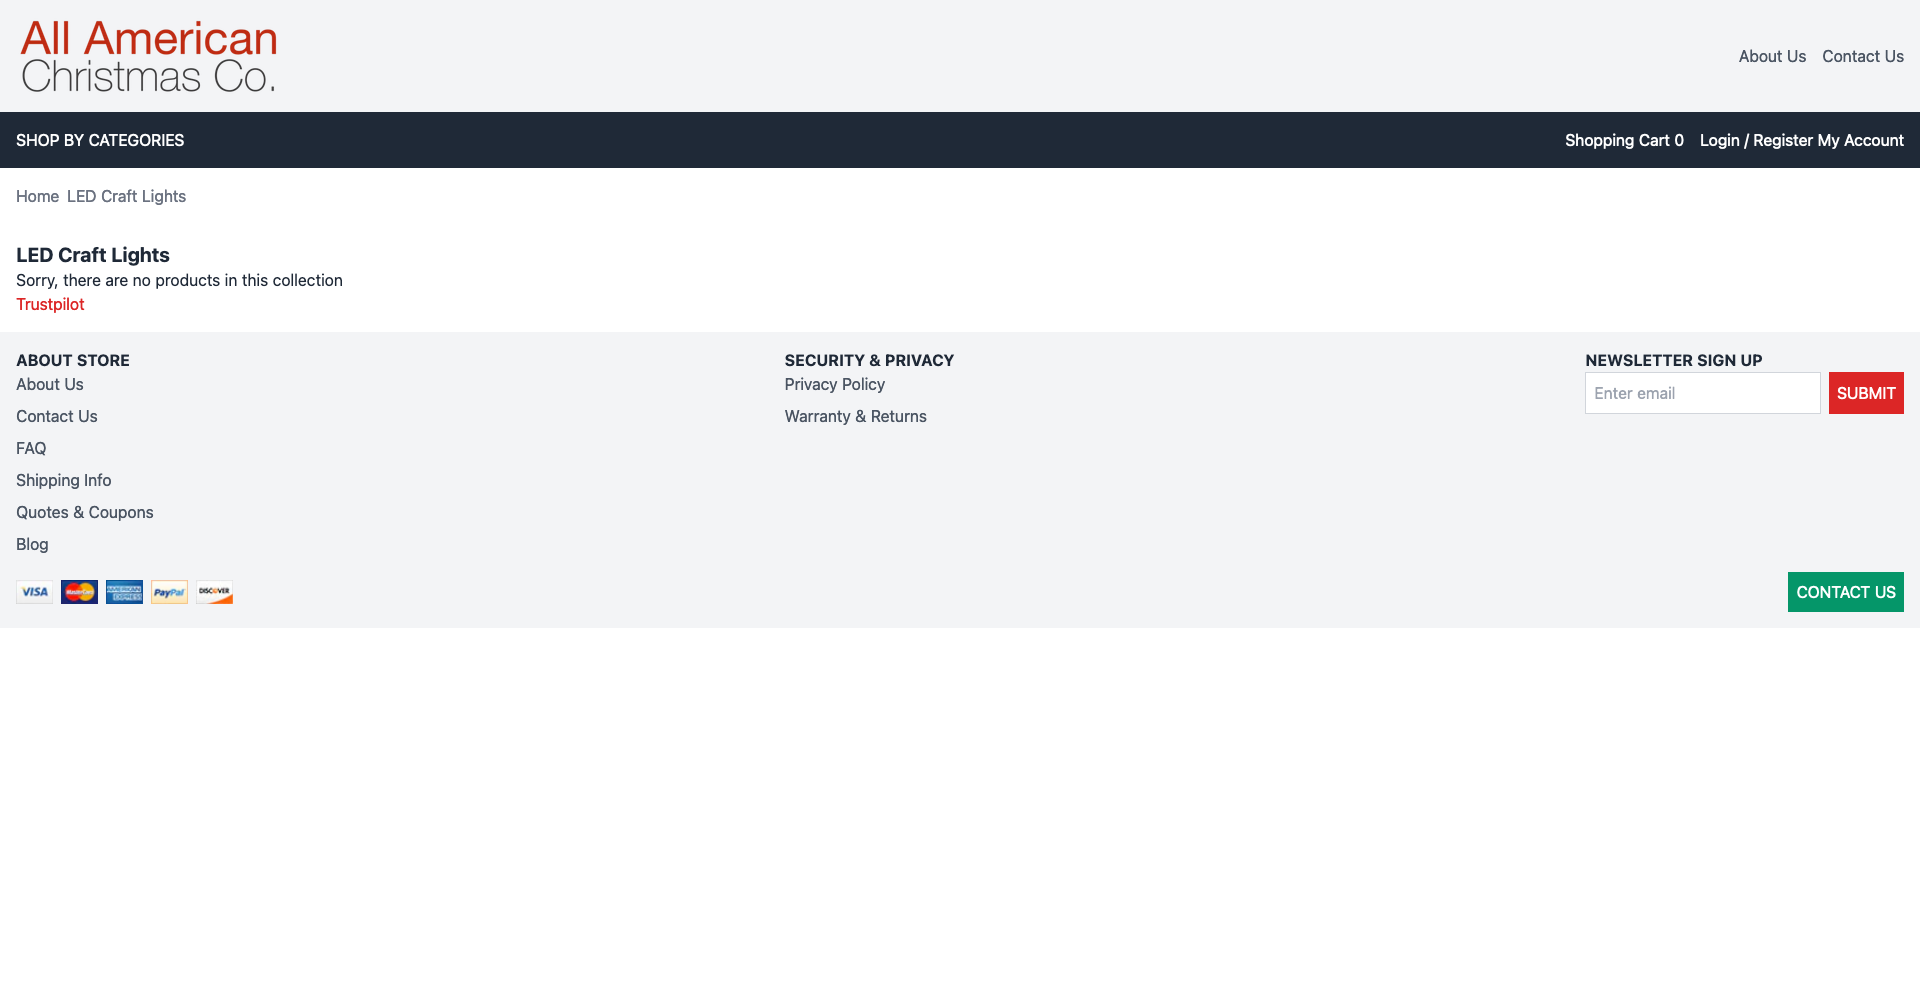 All American
Christmas Co.
About Us Contact Us
SHOP BY CATEGORIES
Shopping Cart 0 Login / Register My Account
Home LED Craft Lights
LED Craft Lights
Sorry, there are no products in this collection
Trustpilot
ABOUT STORE
About Us
Contact Us
FAQ
Shipping Info
Quotes & Coupons
Blog
SECURITY & PRIVACY
Privacy Policy
Warranty & Returns
NEWSLETTER SIGN UP
Enter email SUBMIT
VISA MasterCard AMERICAN EXPRESS PayPal DISCOVER
CONTACT US